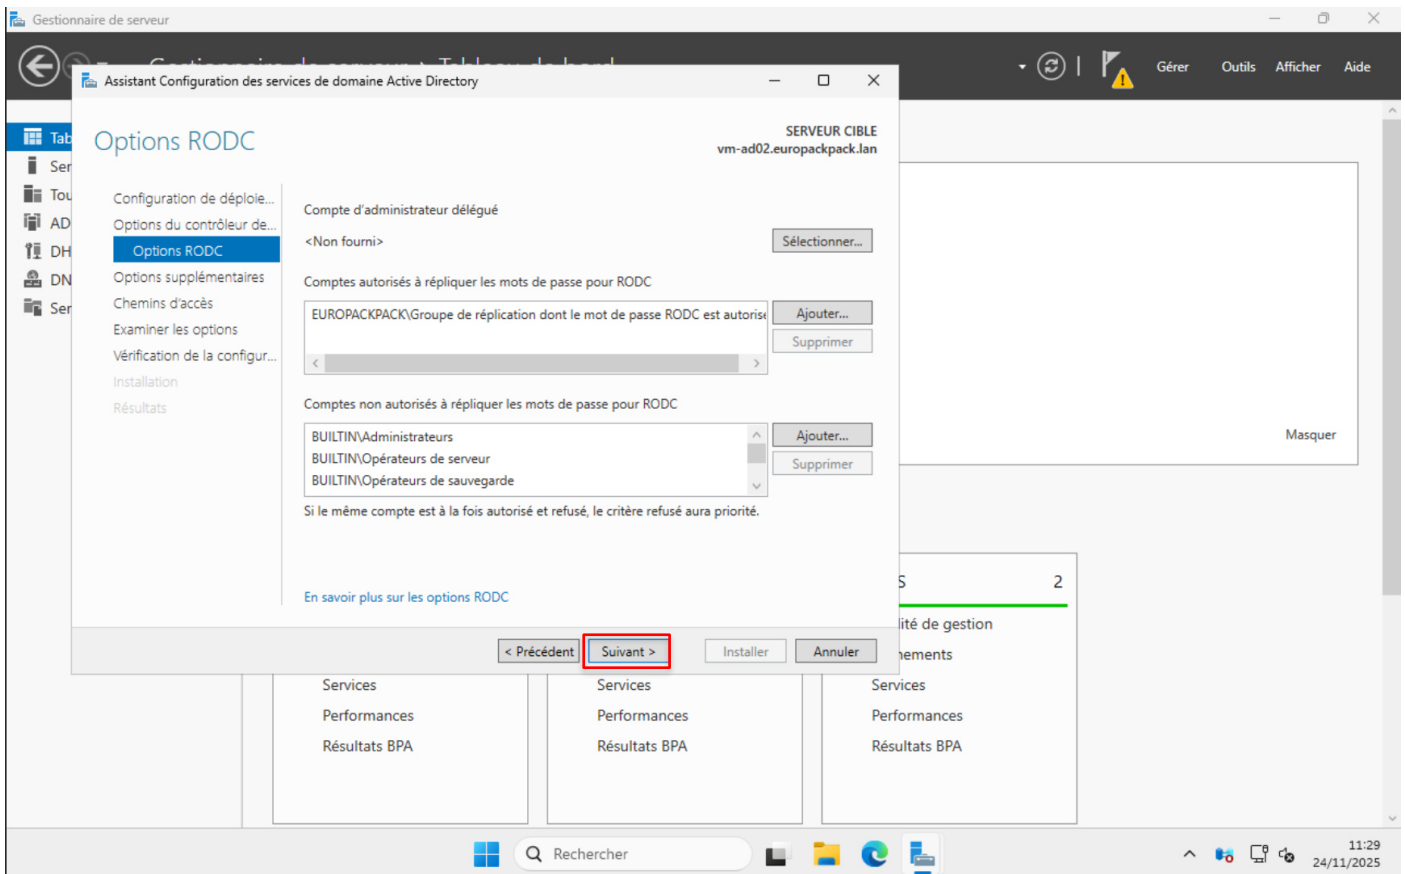 Gestionnaire de serveur
Gérer
Outils
Afficher
Aide
Assistant Configuration des services de domaine Active Directory
Options RODC
SERVEUR CIBLE
vm-ad02.europackpack.lan
Tab
Ser
Tou
AD
DH
DN
Ser
Configuration de déploie...
Options du contrôleur de...
Options RODC
Options supplémentaires
Chemins d'accès
Examiner les options
Vérification de la configur...
Installation
Résultats
Compte d'administrateur délégué
<Non fourni>
Sélectionner...
Comptes autorisés à répliquer les mots de passe pour RODC
EUROPACKPACK\Groupe de réplication dont le mot de passe RODC est autorisé
Ajouter...
Supprimer
Comptes non autorisés à répliquer les mots de passe pour RODC
BUILTIN\Administrateurs
BUILTIN\Opérateurs de serveur
BUILTIN\Opérateurs de sauvegarde
Ajouter...
Supprimer
Si le même compte est à la fois autorisé et refusé, le critère refusé aura priorité.
En savoir plus sur les options RODC
< Précédent
Suivant >
Installer
Annuler
Masquer
S
2
lité de gestion
nements
Services
Performances
Résultats BPA
Services
Performances
Résultats BPA
Services
Performances
Résultats BPA
Rechercher
11:29
24/11/2025